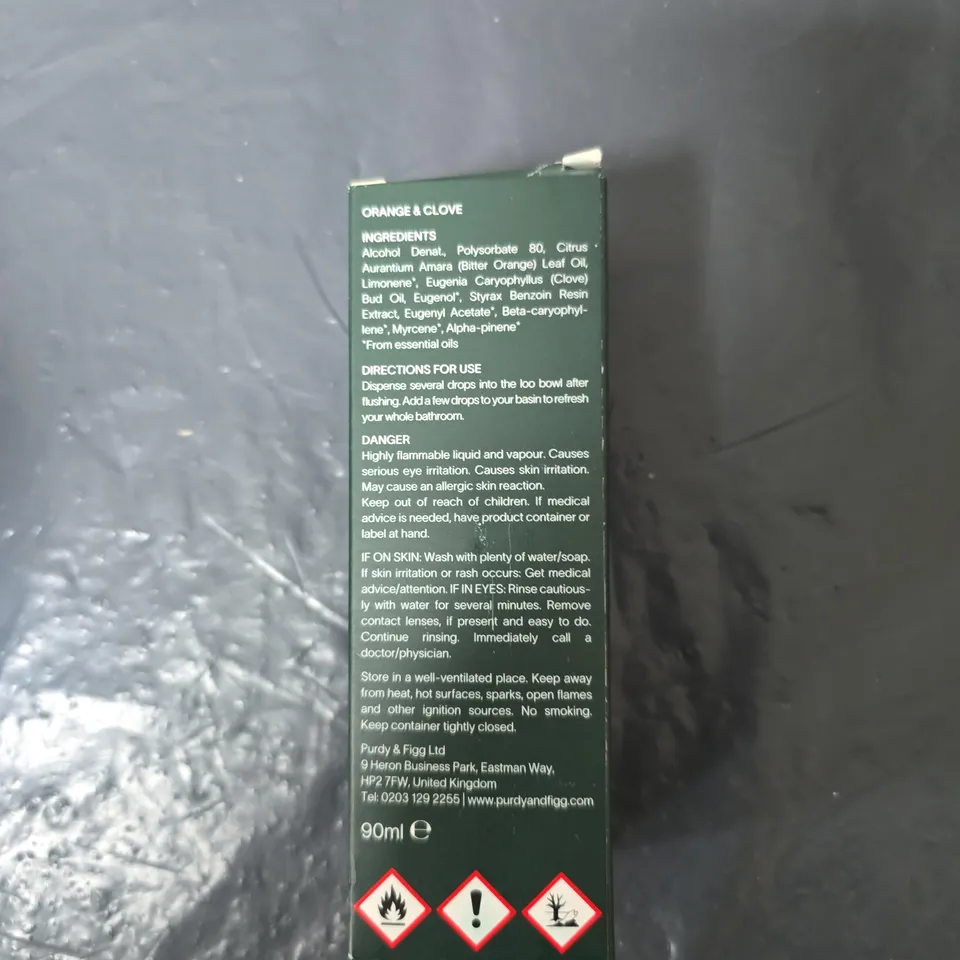 ORANGE & CLOVE
INGREDIENTS
Alcohol Denat., Polysorbate 80, Citrus
Aurantium Amara (Bitter Orange) Leaf Oil,
Limonene*, Eugenia Caryophyllus (Clove)
Bud Oil, Eugenol*, Styrax Benzoin Resin
Extract, Eugenyl Acetate*, Beta-caryophyl-
lene*, Myrcene*, Alpha-pinene*
*From essential oils
DIRECTIONS FOR USE
Dispense several drops into the loo bowl after
flushing. Add a few drops to your basin to refresh
your whole bathroom.
DANGER
Highly flammable liquid and vapour. Causes
serious eye irritation. Causes skin irritation.
May cause an allergic skin reaction.
Keep out of reach of children. If medical
advice is needed, have product container or
label at hand.
IF ON SKIN: Wash with plenty of water/soap.
If skin irritation or rash occurs: Get medical
advice/attention. IF IN EYES: Rinse cautious-
ly with water for several minutes. Remove
contact lenses, if present and easy to do.
Continue rinsing. Immediately call a
doctor/physician.
Store in a well-ventilated place. Keep away
from heat, hot surfaces, sparks, open flames
and other ignition sources. No smoking.
Keep container tightly closed.
Purdy & Figg Ltd
9 Heron Business Park, Eastman Way,
HP2 7FW, United Kingdom
Tel: 0203 129 2255 | www.purdyandfigg.com
90ml ℮